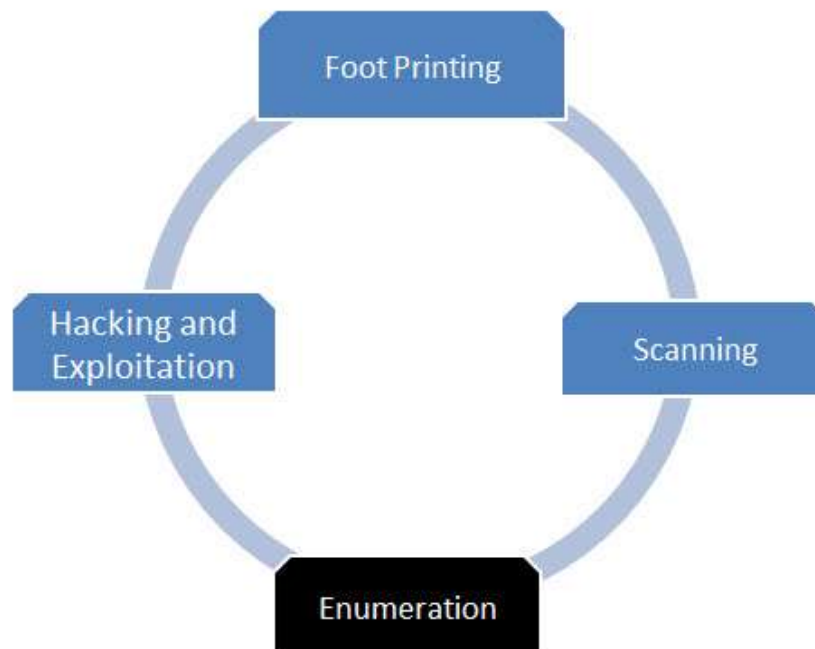 Foot Printing
Scanning
Enumeration
Hacking and
Exploitation